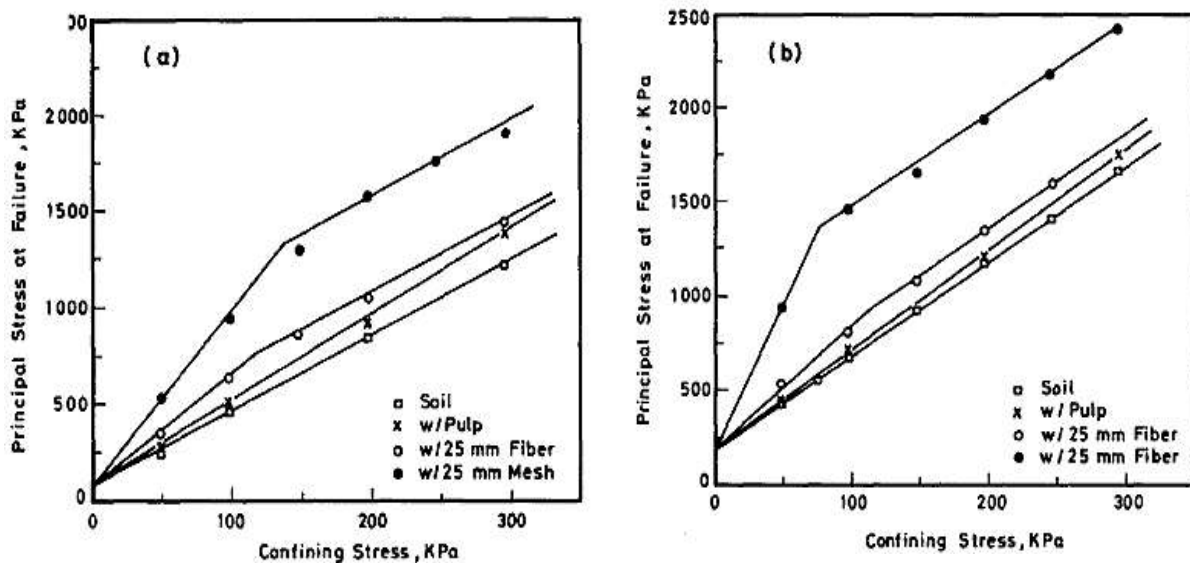 (a)
Principal Stress at Failure, KPa
00
2000
1500
1000
500
0
0 100 200 300
Confining Stress, KPa
□ Soil
x w/Pulp
o w/25 mm Fiber
● w/25 mm Mesh
(b)
Principal Stress at Failure, KPa
2500
2000
1500
1000
500
0
0 100 200 300
Confining Stress, KPa
□ Soil
x w/Pulp
o w/25 mm Fiber
● w/25 mm Fiber